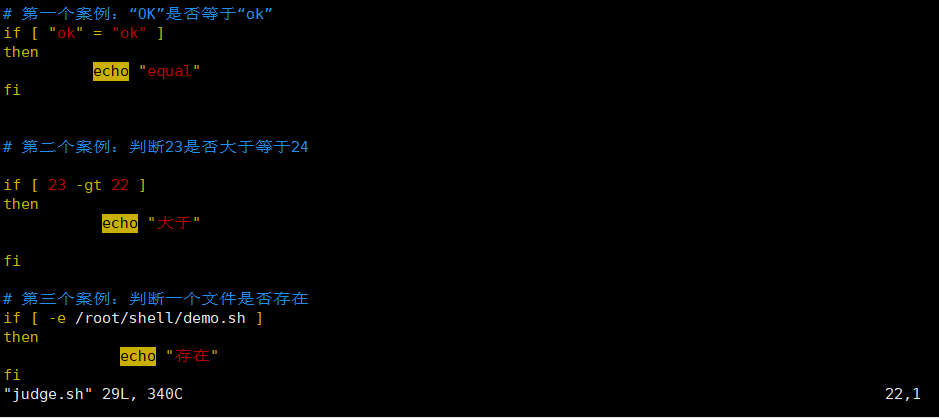 # 第一个案例：“OK”是否等于“ok”
if [ "ok" = "ok" ]
then
echo "equal"
fi
# 第二个案例：判断23是否大于等于24
if [ 23 -gt 22 ]
then
echo "大于"
fi
# 第三个案例：判断一个文件是否存在
if [ -e /root/shell/demo.sh ]
then
echo "存在"
fi
"judge.sh" 29L, 340C 22,1